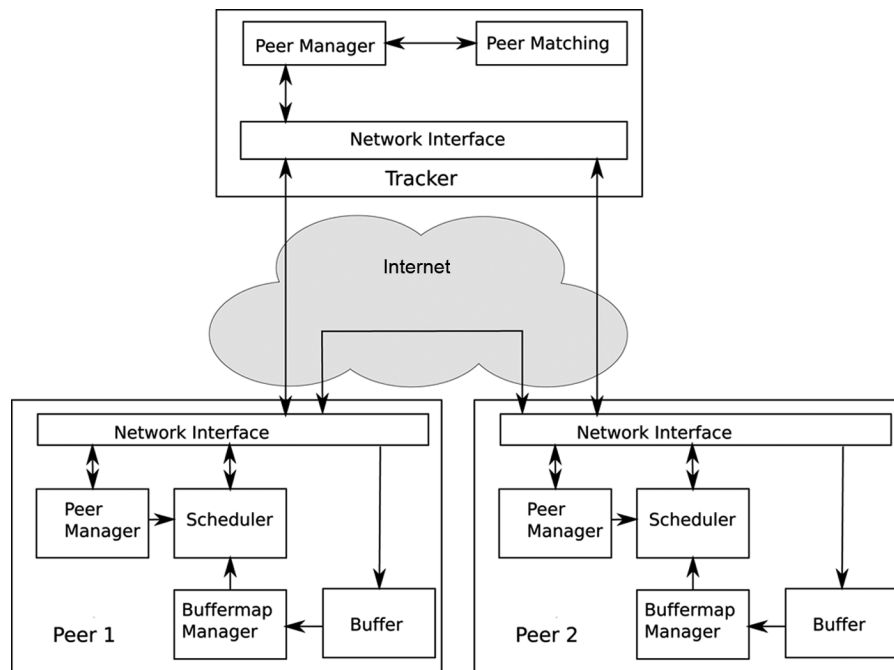 Peer Manager
Peer Matching
Network Interface
Tracker
Internet
Network Interface
Peer
Manager
Scheduler
Buffermap
Manager
Buffer
Peer 1
Network Interface
Peer
Manager
Scheduler
Buffermap
Manager
Buffer
Peer 2